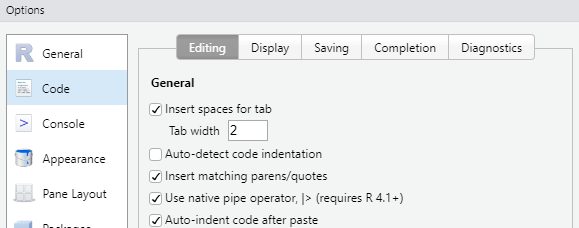 Options
General
Code
Console
Appearance
Pane Layout
Packages
Editing Display Saving Completion Diagnostics
General
Insert spaces for tab
Tab width 2
Auto-detect code indentation
Insert matching parens/quotes
Use native pipe operator, |> (requires R 4.1+)
Auto-indent code after paste